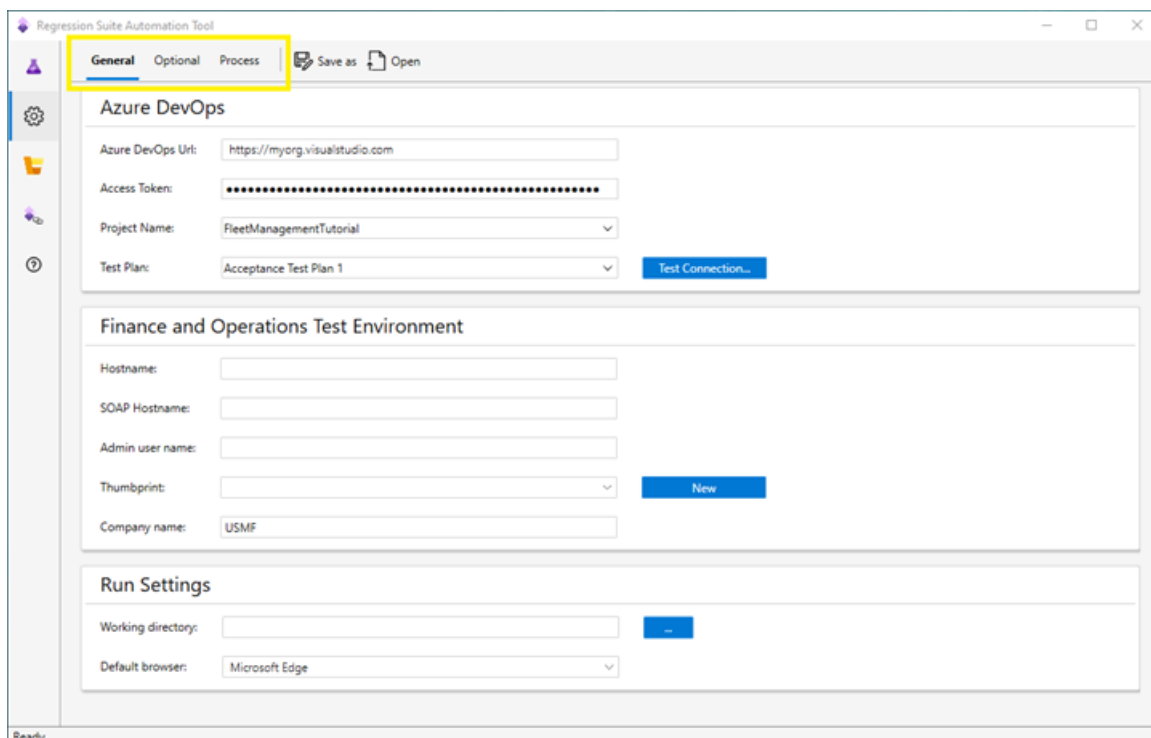 Regression Suite Automation Tool
General Optional Process Save as Open
Azure DevOps
Azure DevOps Url: https://myorg.visualstudio.com
Access Token: ••••••••••••••••••••••••••••••••••••••••••••••••••••
Project Name: FleetManagementTutorial
Test Plan: Acceptance Test Plan 1 Test Connection...
Finance and Operations Test Environment
Hostname:
SOAP Hostname:
Admin user name:
Thumbprint: New
Company name: USMF
Run Settings
Working directory: ...
Default browser: Microsoft Edge
Ready